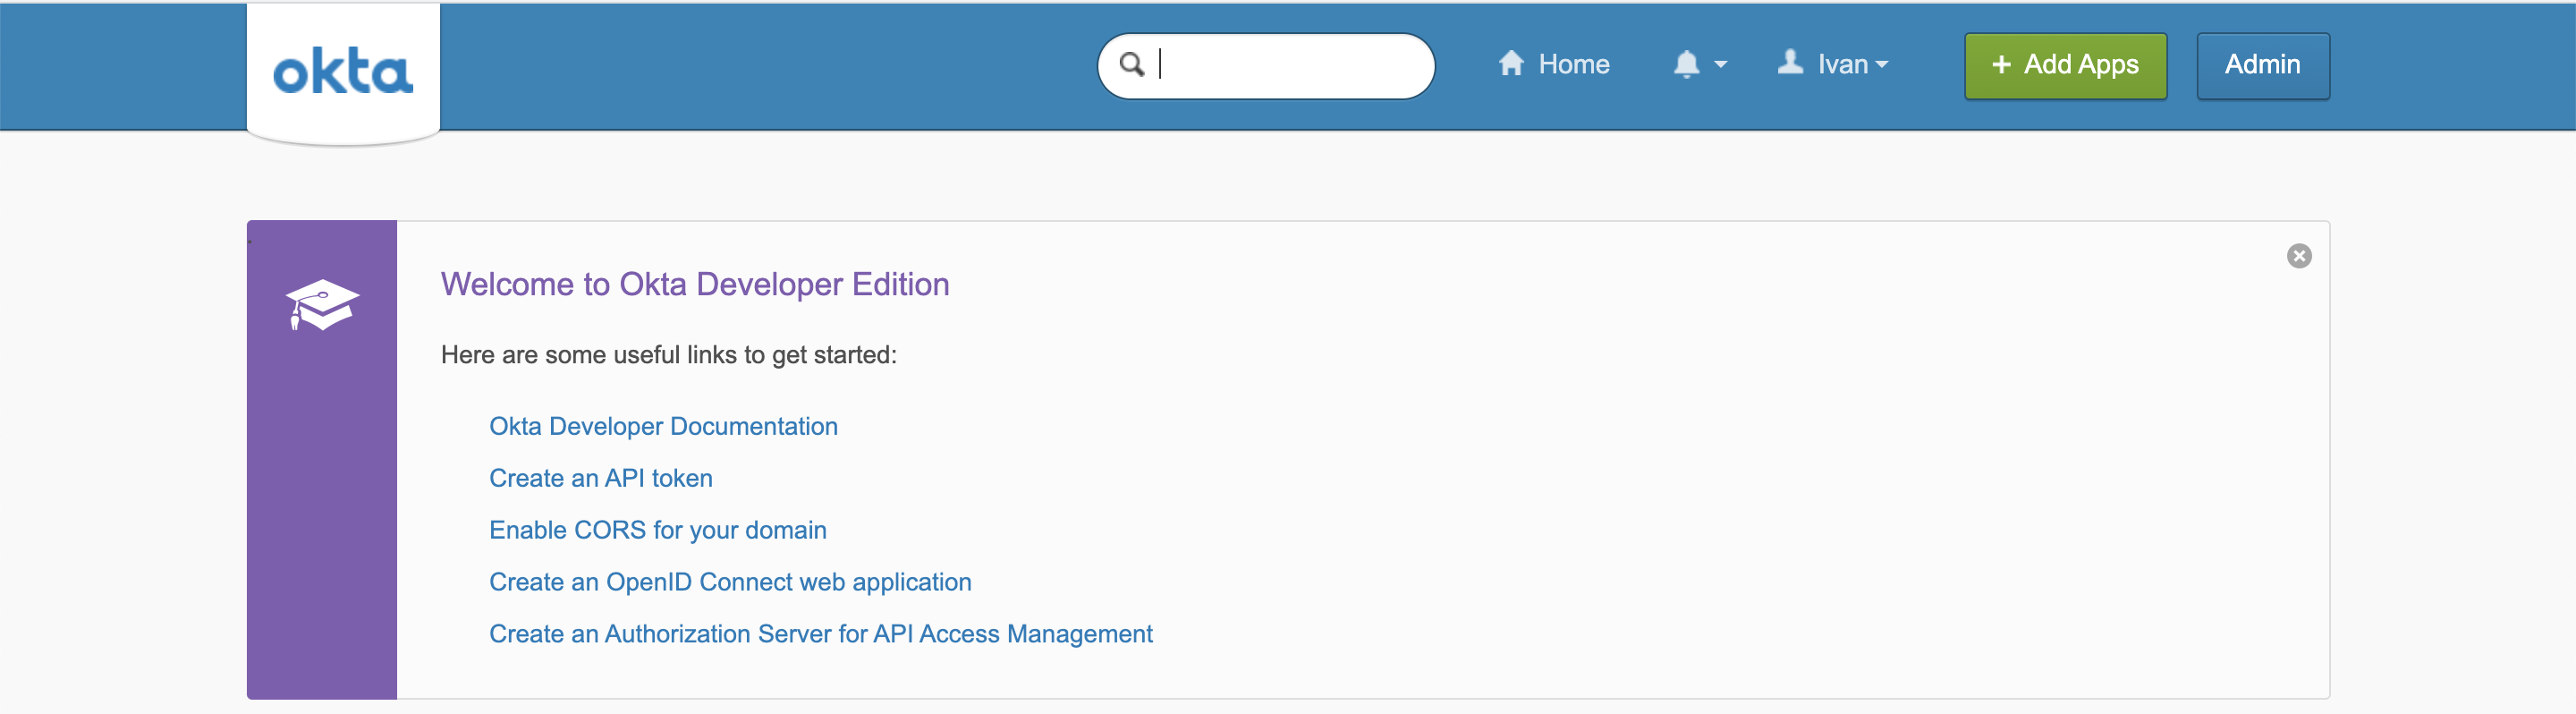 okta
Home
Ivan
+ Add Apps
Admin
Welcome to Okta Developer Edition
Here are some useful links to get started:
Okta Developer Documentation
Create an API token
Enable CORS for your domain
Create an OpenID Connect web application
Create an Authorization Server for API Access Management